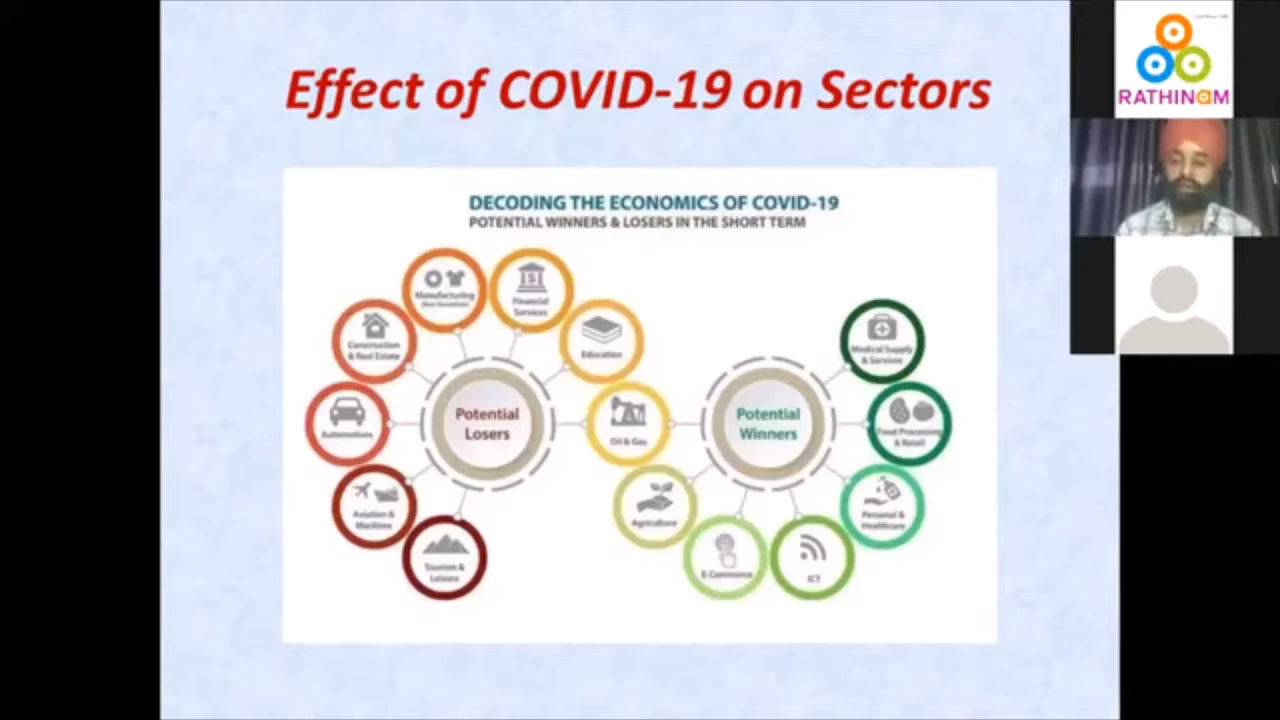 Effect of COVID-19 on Sectors
DECODING THE ECONOMICS OF COVID-19
POTENTIAL WINNERS & LOSERS IN THE SHORT TERM
Manufacturing
Financial
Services
Construction
& Real Estate
Education
Automotives
Potential
Losers
Oil & Gas
Aviation &
Maritime
Tourism &
Leisure
Potential
Winners
Medical Supply
& Services
Food Processing
& Retail
Personal &
Healthcare
Agriculture
E-Commerce
ICT
RATHINAM